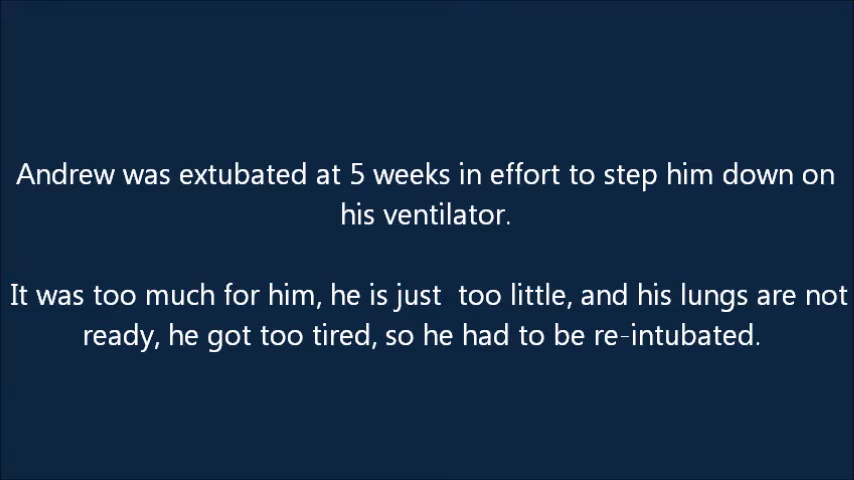 Andrew was extubated at 5 weeks in effort to step him down on
his ventilator.
It was too much for him, he is just  too little, and his lungs are not
ready, he got too tired, so he had to be re-intubated.